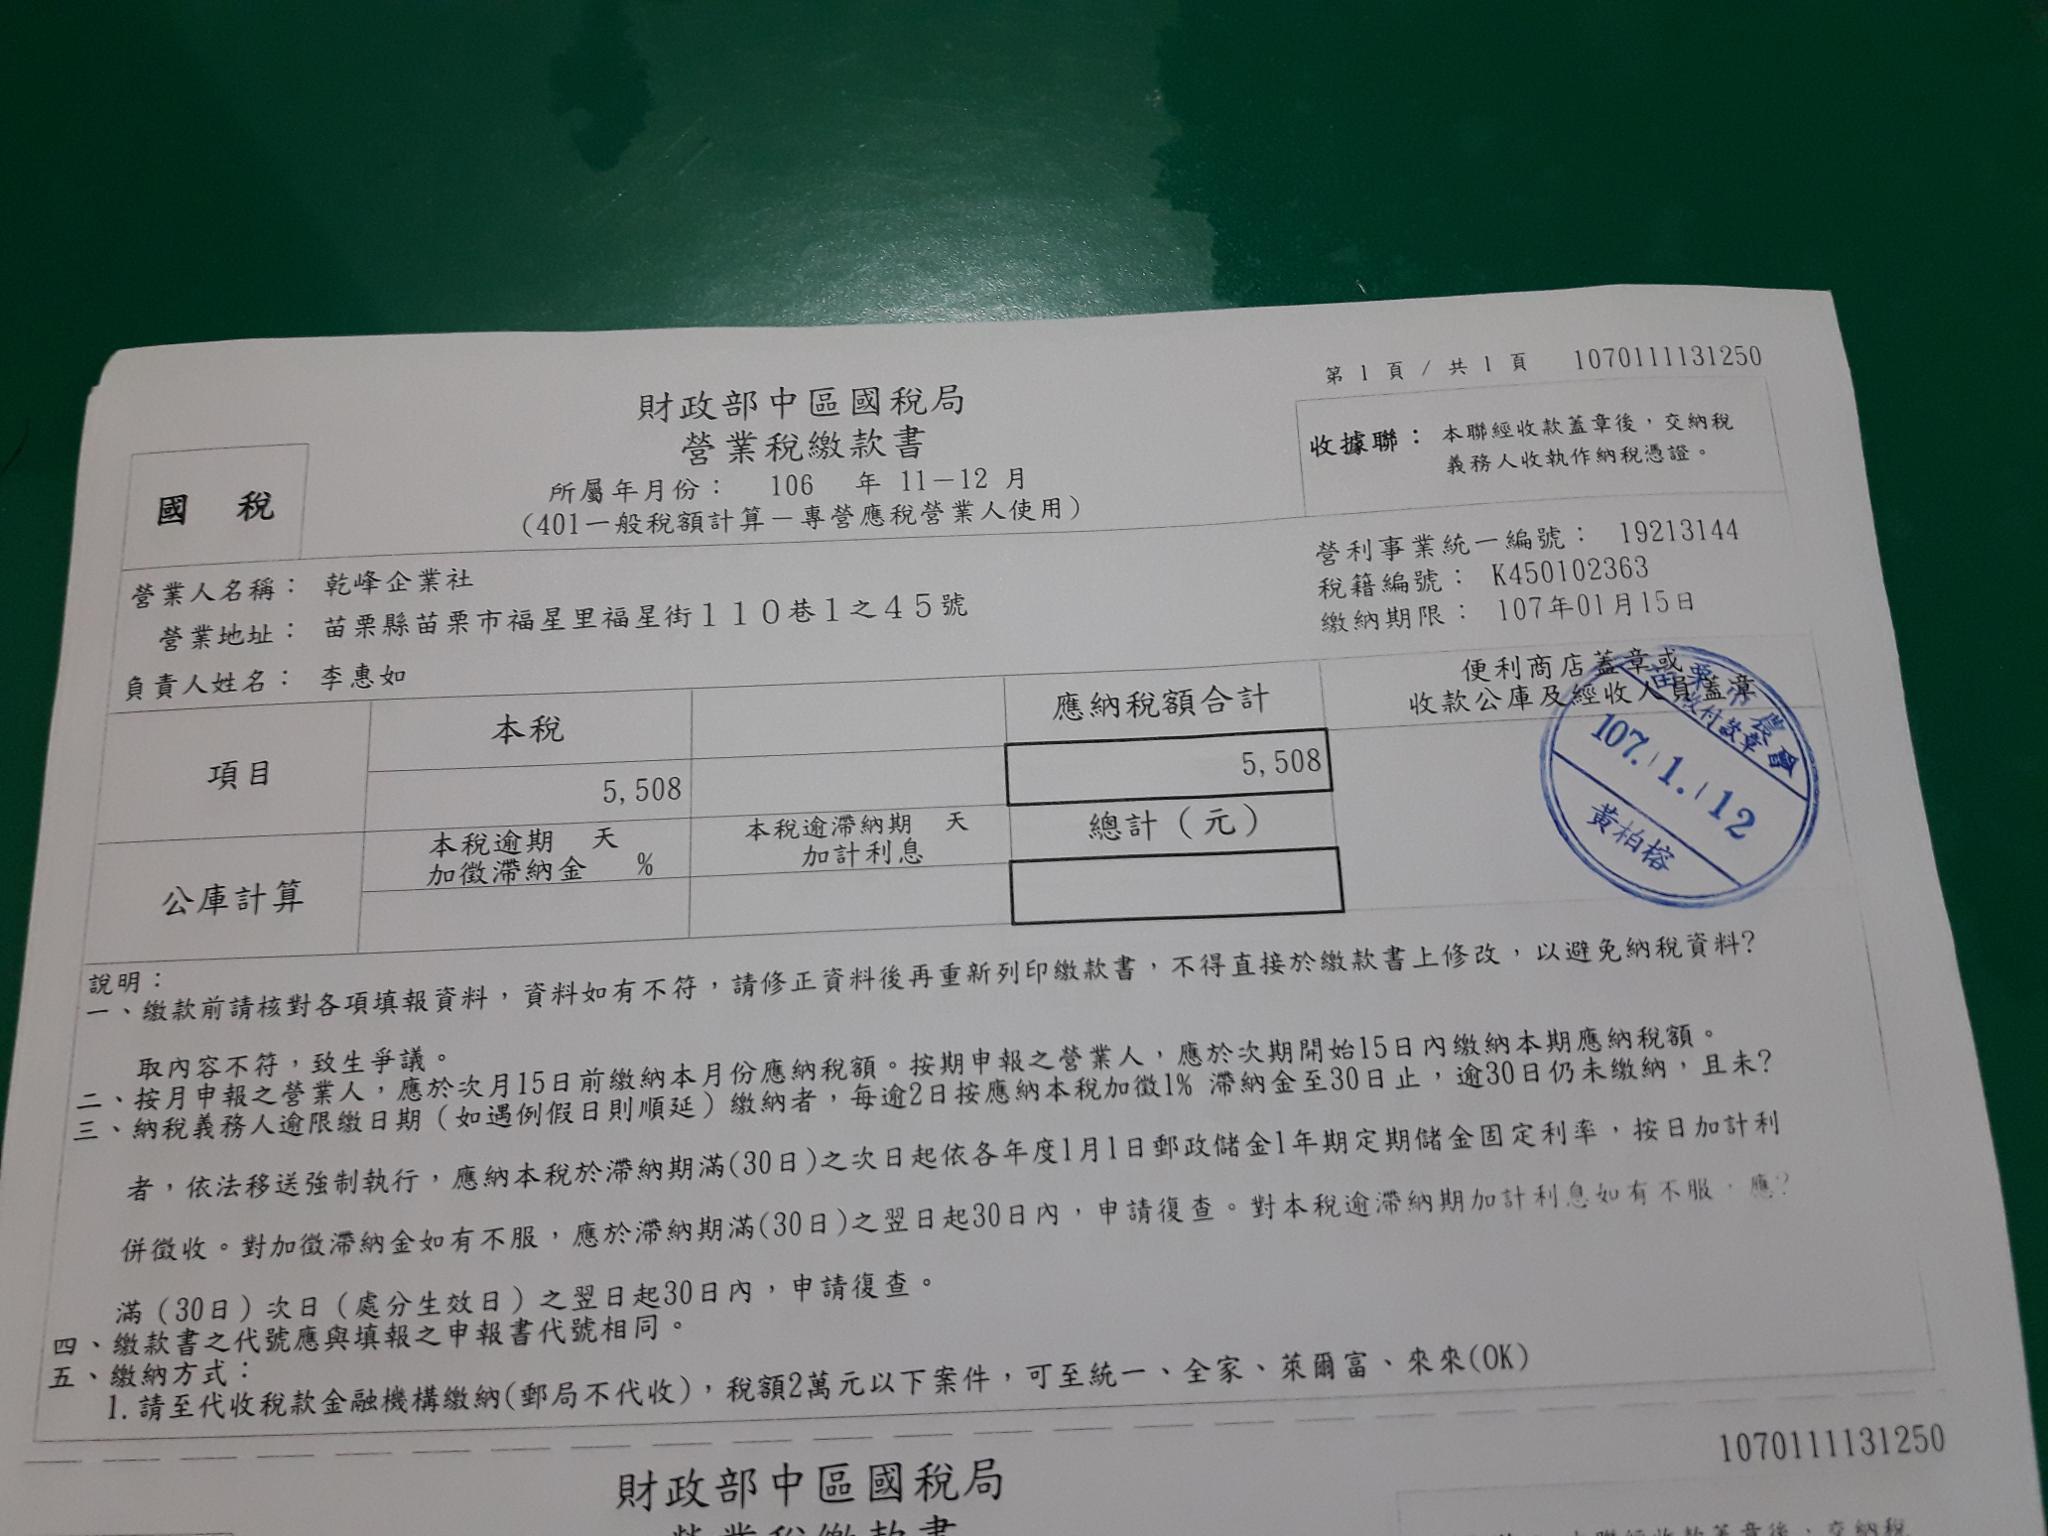 第 1 頁 / 共 1 頁 1070111131250
財政部中區國稅局
營業稅繳款書
國 稅
所屬年月份： 106 年 11－12 月
(401一般稅額計算－專營應稅營業人使用)
收據聯： 本聯經收款蓋章後，交納稅
義務人收執作納稅憑證。
營業人名稱： 乾峰企業社
營業地址： 苗栗縣苗栗市福星里福星街１１０巷１之４５號
負責人姓名： 李惠如
營利事業統一編號： 19213144
稅籍編號： K450102363
繳納期限： 107年01月15日
項目
本稅
應納稅額合計
便利商店蓋章或
收款公庫及經收人員蓋章
5,508
5,508
公庫計算
本稅逾期 天
加徵滯納金 %
本稅逾滯納期 天
加計利息
總計（元）
苗栗市農會
收付款章
107. 1. 12
黃柏榕
說明：
一、繳款前請核對各項填報資料，資料如有不符，請修正資料後再重新列印繳款書，不得直接於繳款書上修改，以避免納稅資料?
取內容不符，致生爭議。
二、按月申報之營業人，應於次月15日前繳納本月份應納稅額。按期申報之營業人，應於次期開始15日內繳納本期應納稅額。
三、納稅義務人逾限繳日期（如遇例假日則順延）繳納者，每逾2日按應納本稅加徵1% 滯納金至30日止，逾30日仍未繳納，且未?
者，依法移送強制執行，應納本稅於滯納期滿(30日)之次日起依各年度1月1日郵政儲金1年期定期儲金固定利率，按日加計利
併徵收。對加徵滯納金如有不服，應於滯納期滿(30日)之翌日起30日內，申請復查。對本稅逾滯納期加計利息如有不服，應?
滿（30日）次日（處分生效日）之翌日起30日內，申請復查。
四、繳款書之代號應與填報之申報書代號相同。
五、繳納方式：
1.請至代收稅款金融機構繳納(郵局不代收)，稅額2萬元以下案件，可至統一、全家、萊爾富、來來(OK)
1070111131250
財政部中區國稅局
營業稅繳款書